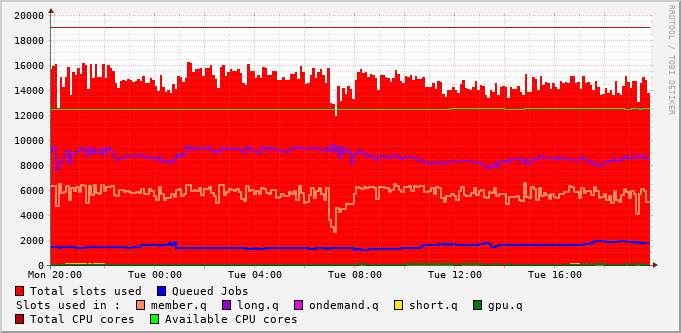 20000
18000
16000
14000
12000
10000
8000
6000
4000
2000
0
Mon 20:00 Tue 00:00 Tue 04:00 Tue 08:00 Tue 12:00 Tue 16:00
Total slots used Queued Jobs
Slots used in : member.q long.q ondemand.q short.q gpu.q
Total CPU cores Available CPU cores
RRDTOOL / TOBI OETIKER